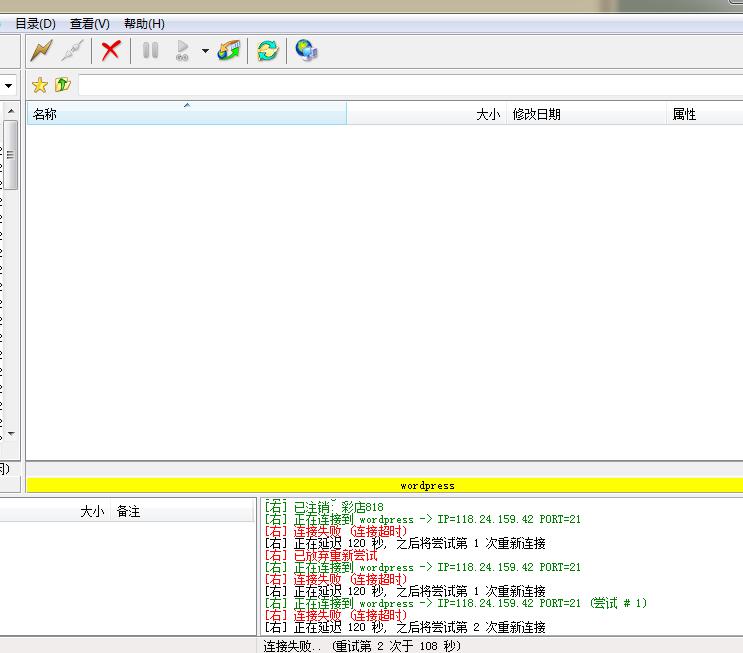 目录(D) 查看(V) 帮助(H)
名称 大小 修改日期 属性
wordpress
大小 备注
[右] 已注销: 彩店818
[右] 正在连接到 wordpress -> IP=118.24.159.42 PORT=21
[右] 连接失败 (连接超时)
[右] 正在延迟 120 秒, 之后将尝试第 1 次重新连接
[右] 已放弃重新尝试
[右] 正在连接到 wordpress -> IP=118.24.159.42 PORT=21
[右] 连接失败 (连接超时)
[右] 正在延迟 120 秒, 之后将尝试第 1 次重新连接
[右] 正在连接到 wordpress -> IP=118.24.159.42 PORT=21 (尝试 # 1)
[右] 连接失败 (连接超时)
[右] 正在延迟 120 秒, 之后将尝试第 2 次重新连接
连接失败.. (重试第 2 次于 108 秒)